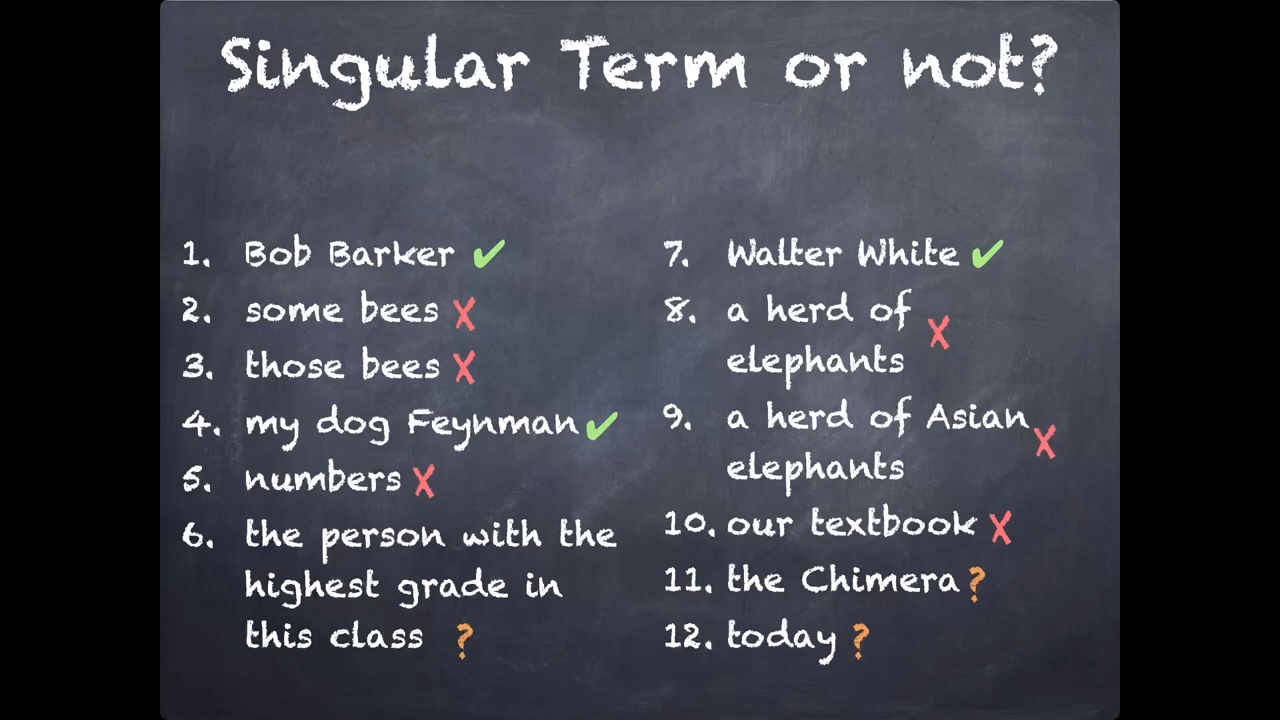 Singular Term or not?
1. Bob Barker ✔
2. some bees ✗
3. those bees ✗
4. my dog Feynman ✔
5. numbers ✗
6. the person with the
highest grade in
this class ?
7. Walter White ✔
8. a herd of
elephants ✗
9. a herd of Asian
elephants ✗
10. our textbook ✗
11. the Chimera ?
12. today ?